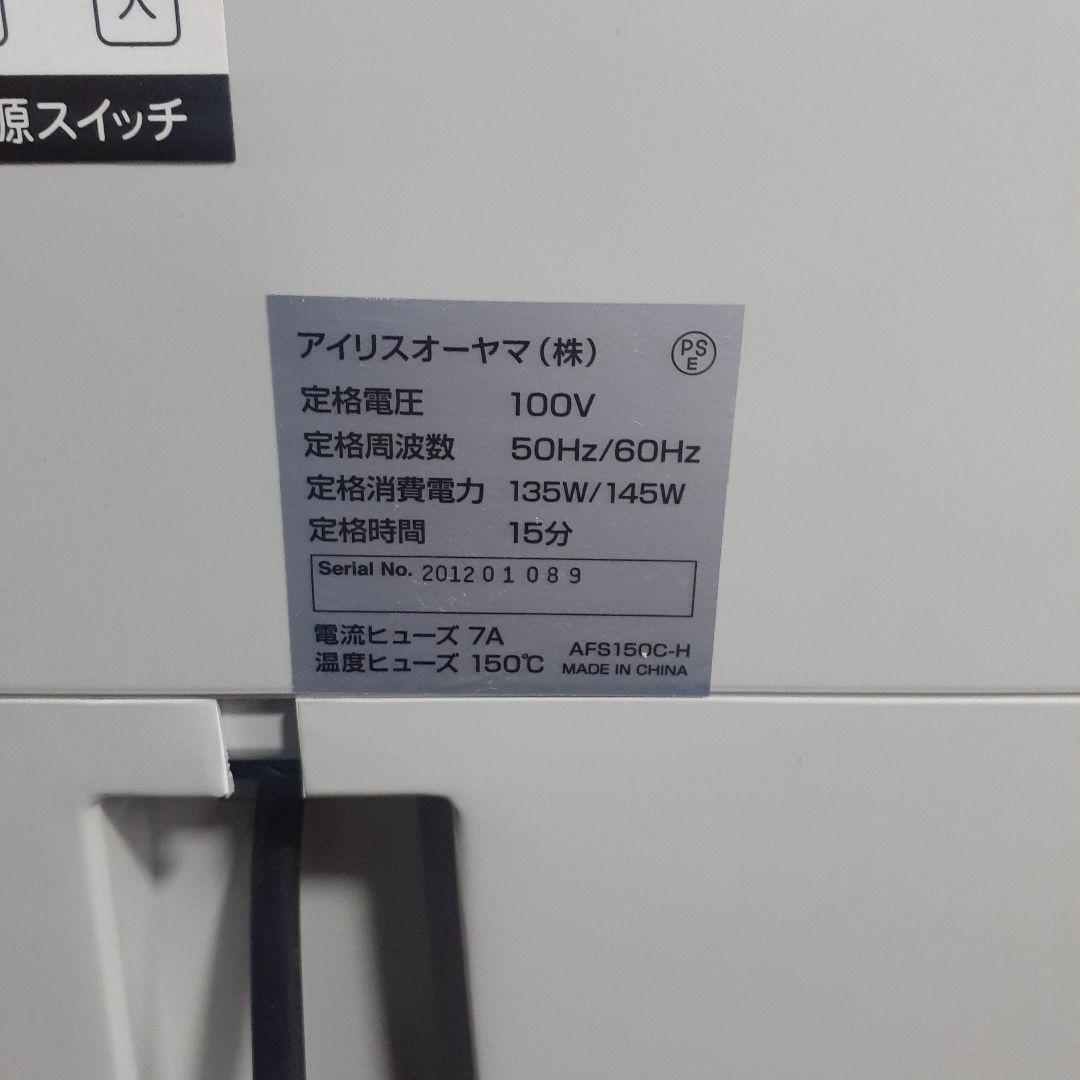 入
源スイッチ
アイリスオーヤマ(株) PSE
定格電圧 100V
定格周波数 50Hz/60Hz
定格消費電力 135W/145W
定格時間 15分
Serial No. 201201089
電流ヒューズ 7A
温度ヒューズ 150℃
AFS150C-H
MADE IN CHINA